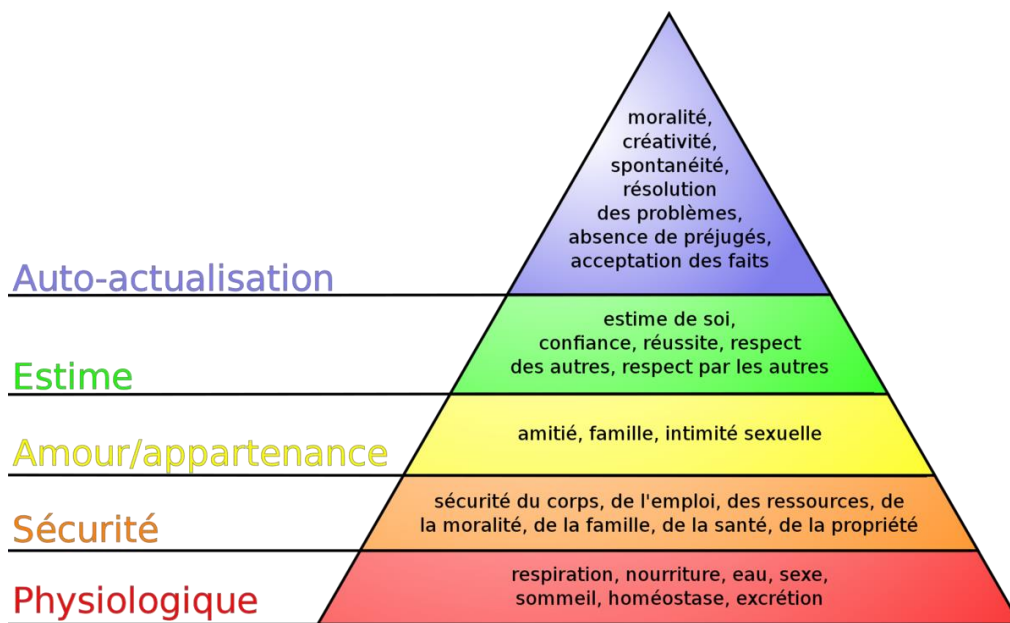 moralité,
créativité,
spontanéité,
résolution
des problèmes,
absence de préjugés,
acceptation des faits
Auto-actualisation
estime de soi,
confiance, réussite, respect
des autres, respect par les autres
Estime
amitié, famille, intimité sexuelle
Amour/appartenance
sécurité du corps, de l'emploi, des ressources, de
la moralité, de la famille, de la santé, de la propriété
Sécurité
respiration, nourriture, eau, sexe,
sommeil, homéostase, excrétion
Physiologique